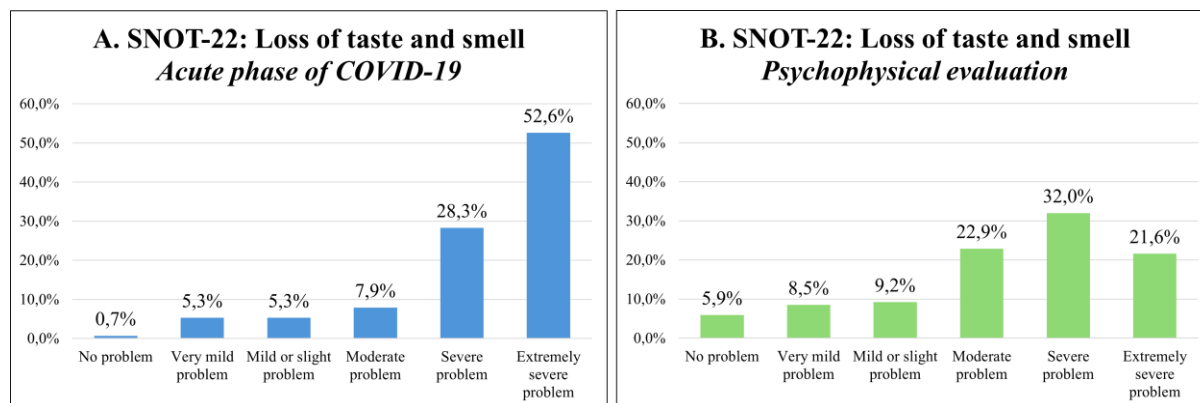 A. SNOT-22: Loss of taste and smell
Acute phase of COVID-19
60,0%
50,0%
40,0%
30,0%
20,0%
10,0%
0,0%
0,7%
5,3%
5,3%
7,9%
28,3%
52,6%
No problem
Very mild
problem
Mild or slight
problem
Moderate
problem
Severe
problem
Extremely
severe
problem
B. SNOT-22: Loss of taste and smell
Psychophysical evaluation
60,0%
50,0%
40,0%
30,0%
20,0%
10,0%
0,0%
5,9%
8,5%
9,2%
22,9%
32,0%
21,6%
No problem
Very mild
problem
Mild or slight
problem
Moderate
problem
Severe
problem
Extremely
severe
problem